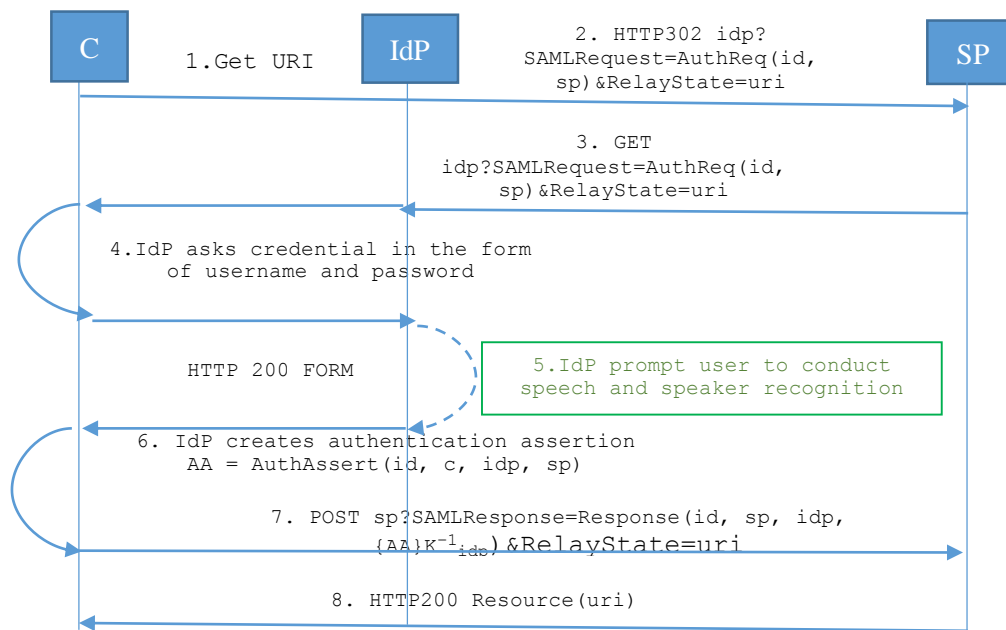 C
IdP
SP
1.Get URI
2. HTTP302 idp?
SAMLRequest=AuthReq(id,
sp)&RelayState=uri
3. GET
idp?SAMLRequest=AuthReq(id,
sp)&RelayState=uri
4.IdP asks credential in the form
of username and password
HTTP 200 FORM
5.IdP prompt user to conduct
speech and speaker recognition
6. IdP creates authentication assertion
AA = AuthAssert(id, c, idp, sp)
7. POST sp?SAMLResponse=Response(id, sp, idp,
{AA}K⁻¹idp)&RelayState=uri
8. HTTP200 Resource(uri)